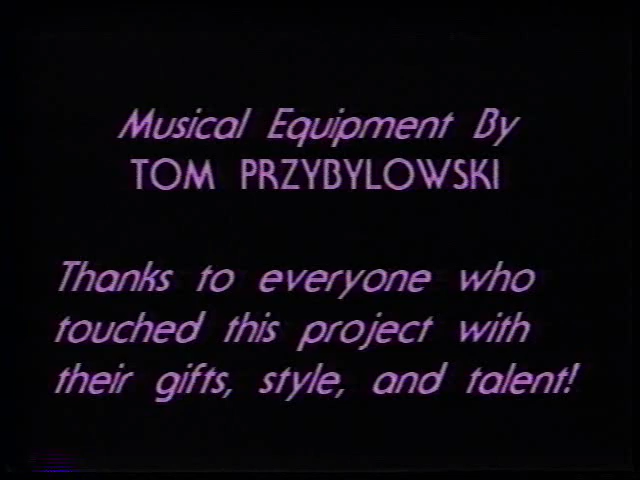 Musical Equipment By
TOM PRZYBYLOWSKI
Thanks to everyone who
touched this project with
their gifts, style, and talent!